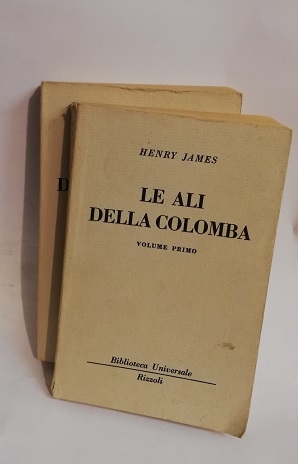 HENRY JAMES
LE ALI
DELLA COLOMBA
VOLUME PRIMO
Biblioteca Universale
Rizzoli